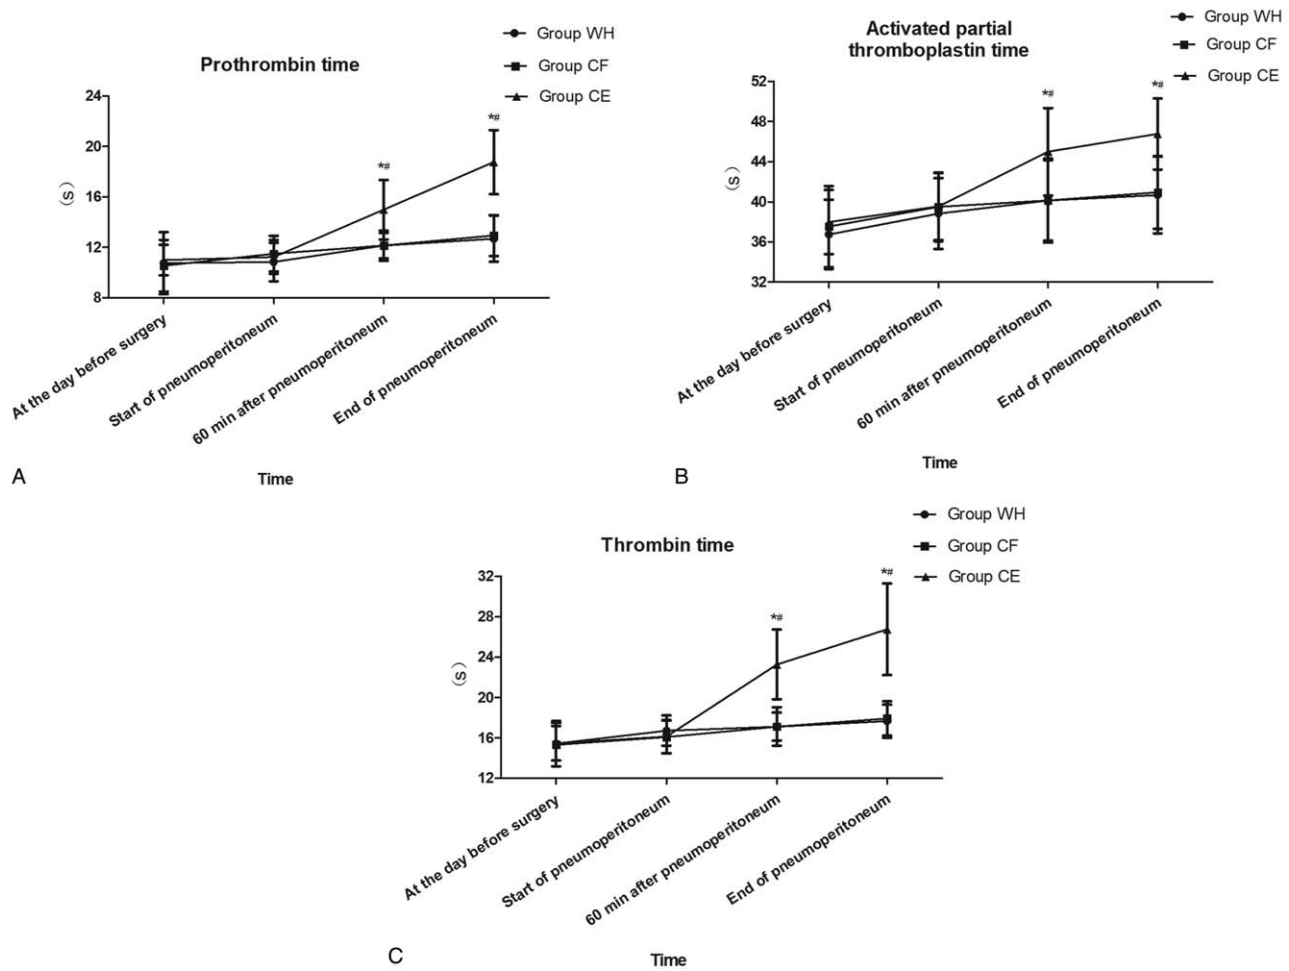 Prothrombin time
Group WH
Group CF
Group CE
24
20
16
12
8
(s)
*#
*#
At the day before surgery
Start of pneumoperitoneum
60 min after pneumoperitoneum
End of pneumoperitoneum
A
Time
Activated partial
thromboplastin time
Group WH
Group CF
Group CE
52
48
44
40
36
32
(s)
*#
*#
At the day before surgery
Start of pneumoperitoneum
60 min after pneumoperitoneum
End of pneumoperitoneum
B
Time
Thrombin time
Group WH
Group CF
Group CE
32
28
24
20
16
12
(s)
*#
*#
At the day before surgery
Start of pneumoperitoneum
60 min after pneumoperitoneum
End of pneumoperitoneum
C
Time